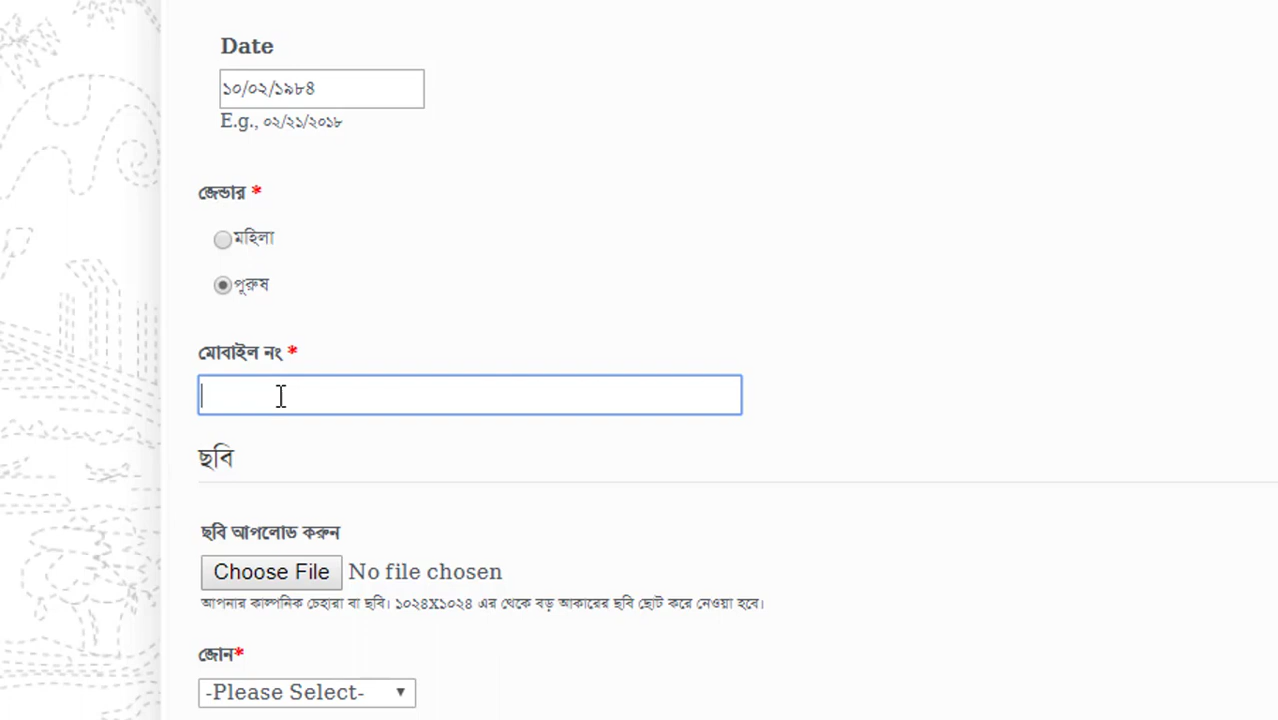 Date
১০/০২/১৯৮৪
E.g., ০২/২১/২০১৮
জেন্ডার *
মহিলা
পুরুষ
মোবাইল নং *
ছবি
ছবি আপলোড করুন
Choose File No file chosen
আপনার কাল্পনিক চেহারা বা ছবি। ১০২৪X১০২৪ এর থেকে বড় আকারের ছবি ছোট করে নেওয়া হবে।
জোন*
-Please Select-